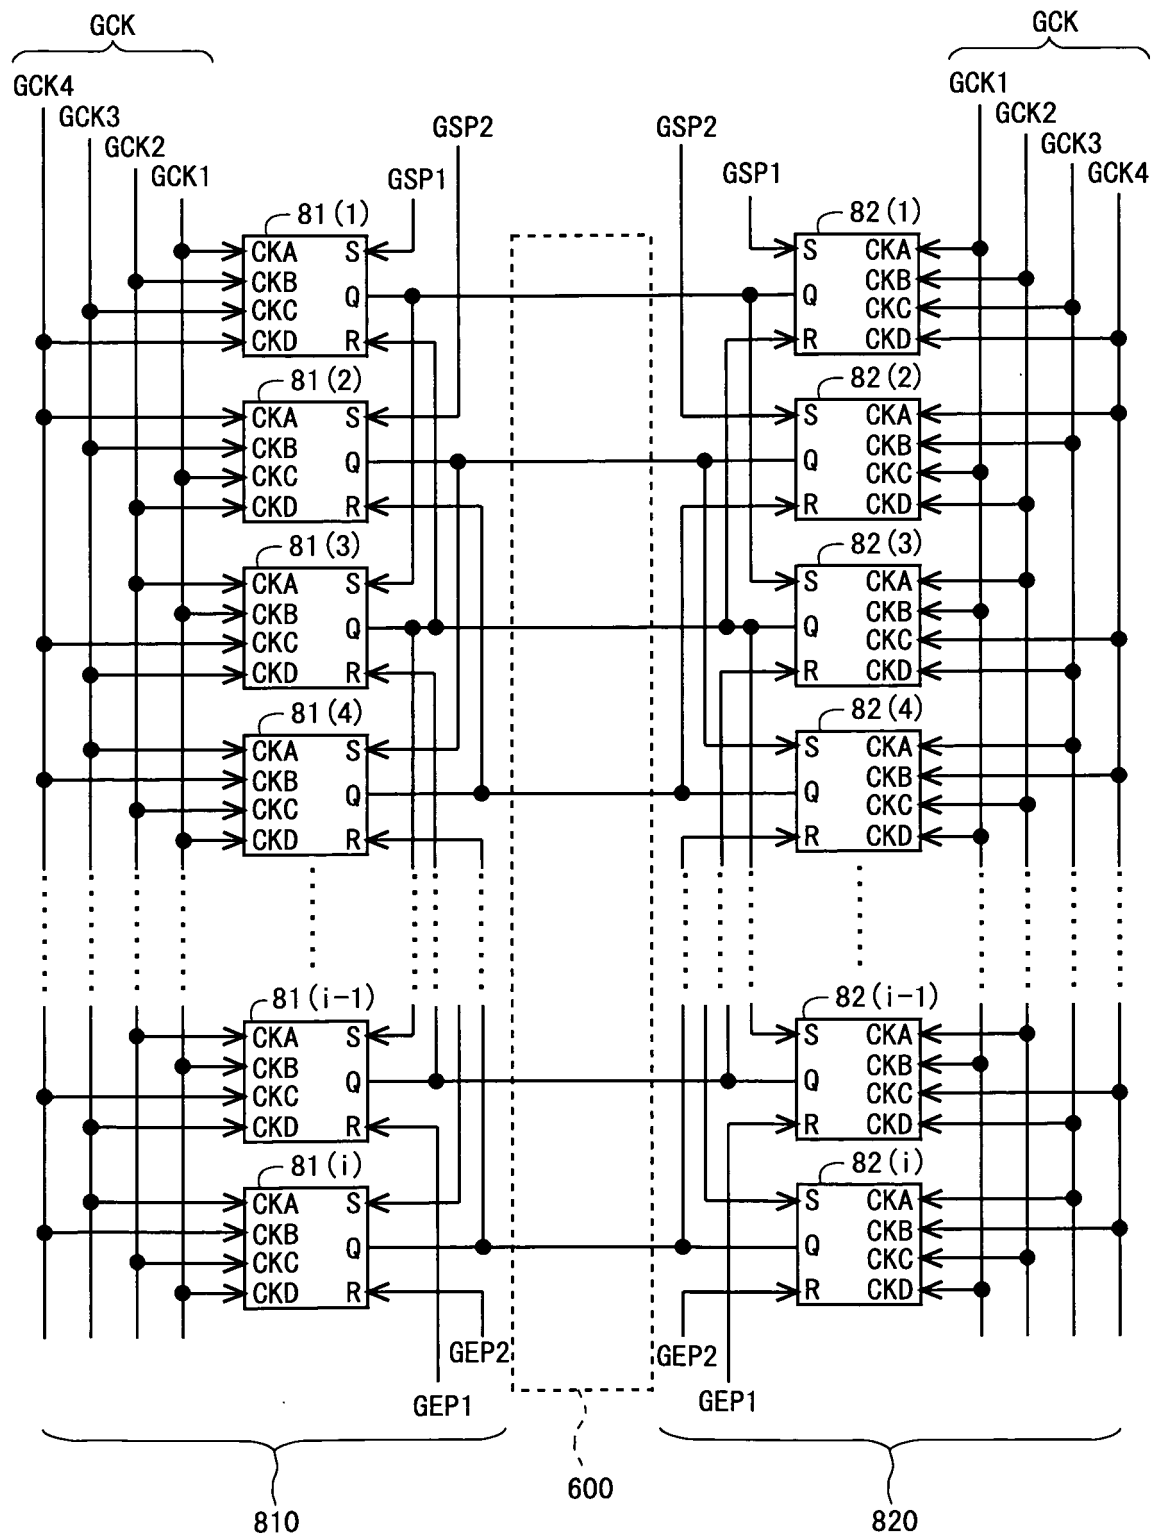 GCK
GCK4
GCK3
GCK2
GCK1
GSP2
GSP1
GCK
GCK1
GCK2
GCK3
GCK4
GSP2
GSP1
81(1)
CKA S
CKB
Q
CKC
CKD R
82(1)
S CKA
CKB
Q
CKC
R CKD
81(2)
CKA S
CKB
Q
CKC
CKD R
82(2)
S CKA
CKB
Q
CKC
R CKD
81(3)
CKA S
CKB
Q
CKC
CKD R
82(3)
S CKA
CKB
Q
CKC
R CKD
81(4)
CKA S
CKB
Q
CKC
CKD R
82(4)
S CKA
CKB
Q
CKC
R CKD
81(i-1)
CKA S
CKB
Q
CKC
CKD R
82(i-1)
S CKA
CKB
Q
CKC
R CKD
81(i)
CKA S
CKB
Q
CKC
CKD R
82(i)
S CKA
CKB
Q
CKC
R CKD
GEP2
GEP1
GEP2
GEP1
810
600
820